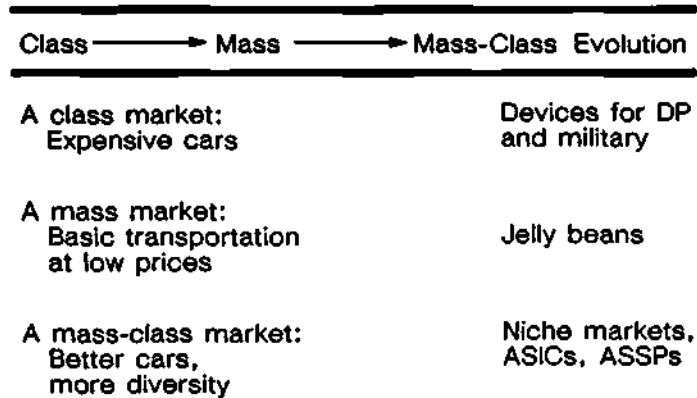 Class → Mass → Mass-Class Evolution
A class market:
Expensive cars
Devices for DP
and military
A mass market:
Basic transportation
at low prices
Jelly beans
A mass-class market:
Better cars,
more diversity
Niche markets,
ASICs, ASSPs